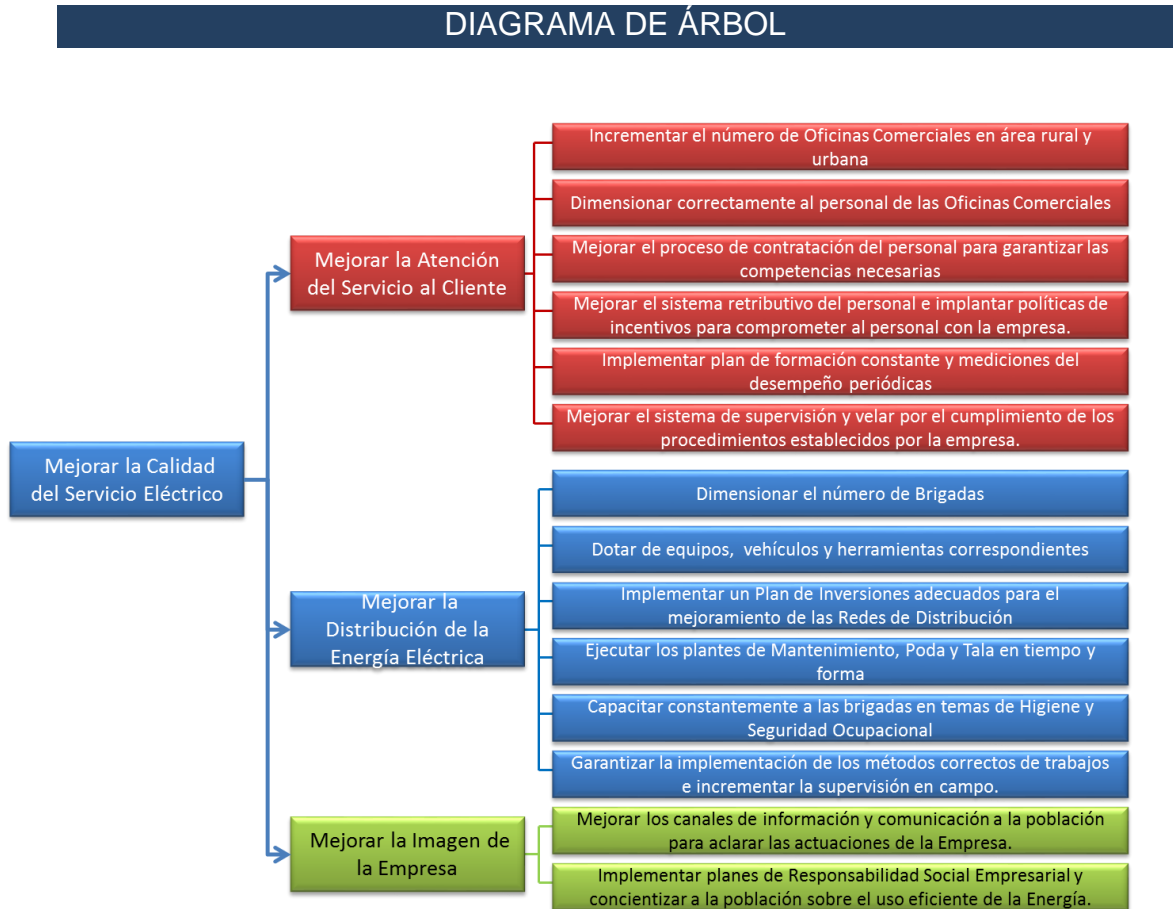 DIAGRAMA DE ÁRBOL
Incrementar el número de Oficinas Comerciales en área rural y
urbana
Dimensionar correctamente al personal de las Oficinas Comerciales
Mejorar la Atención
del Servicio al Cliente
Mejorar el proceso de contratación del personal para garantizar las
competencias necesarias
Mejorar el sistema retributivo del personal e implantar políticas de
incentivos para comprometer al personal con la empresa.
Implementar plan de formación constante y mediciones del
desempeño periódicas
Mejorar el sistema de supervisión y velar por el cumplimiento de los
procedimientos establecidos por la empresa.
Mejorar la Calidad
del Servicio Eléctrico
Dimensionar el número de Brigadas
Dotar de equipos, vehículos y herramientas correspondientes
Mejorar la
Distribución de la
Energía Eléctrica
Implementar un Plan de Inversiones adecuados para el
mejoramiento de las Redes de Distribución
Ejecutar los plantes de Mantenimiento, Poda y Tala en tiempo y
forma
Capacitar constantemente a las brigadas en temas de Higiene y
Seguridad Ocupacional
Garantizar la implementación de los métodos correctos de trabajos
e incrementar la supervisión en campo.
Mejorar la Imagen de
la Empresa
Mejorar los canales de información y comunicación a la población
para aclarar las actuaciones de la Empresa.
Implementar planes de Responsabilidad Social Empresarial y
concientizar a la población sobre el uso eficiente de la Energía.